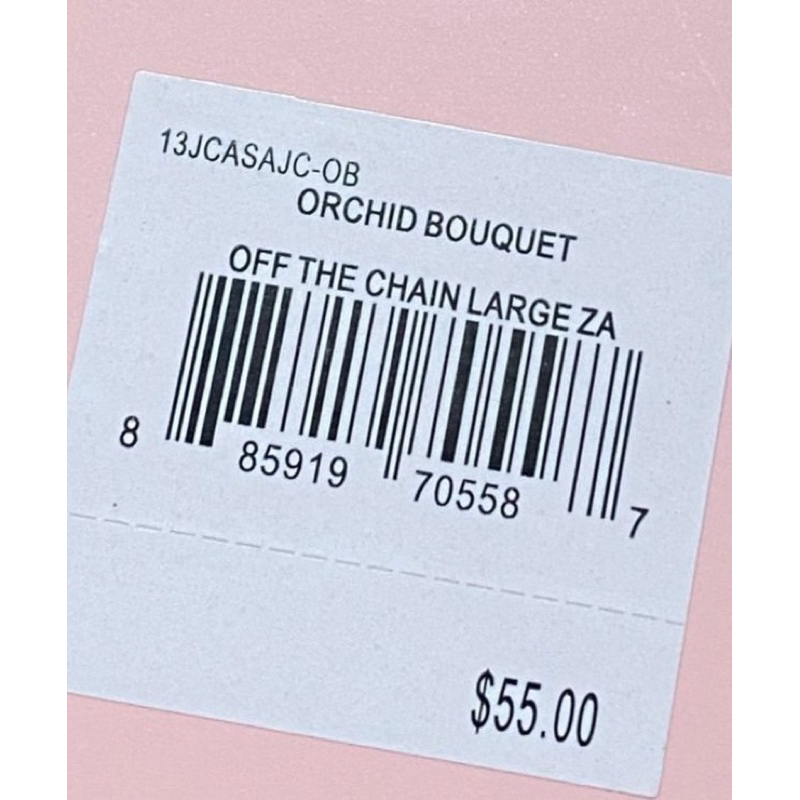 13JCASAJC-OB
ORCHID BOUQUET
OFF THE CHAIN LARGE ZA
8 85919 70558 7
$55.00